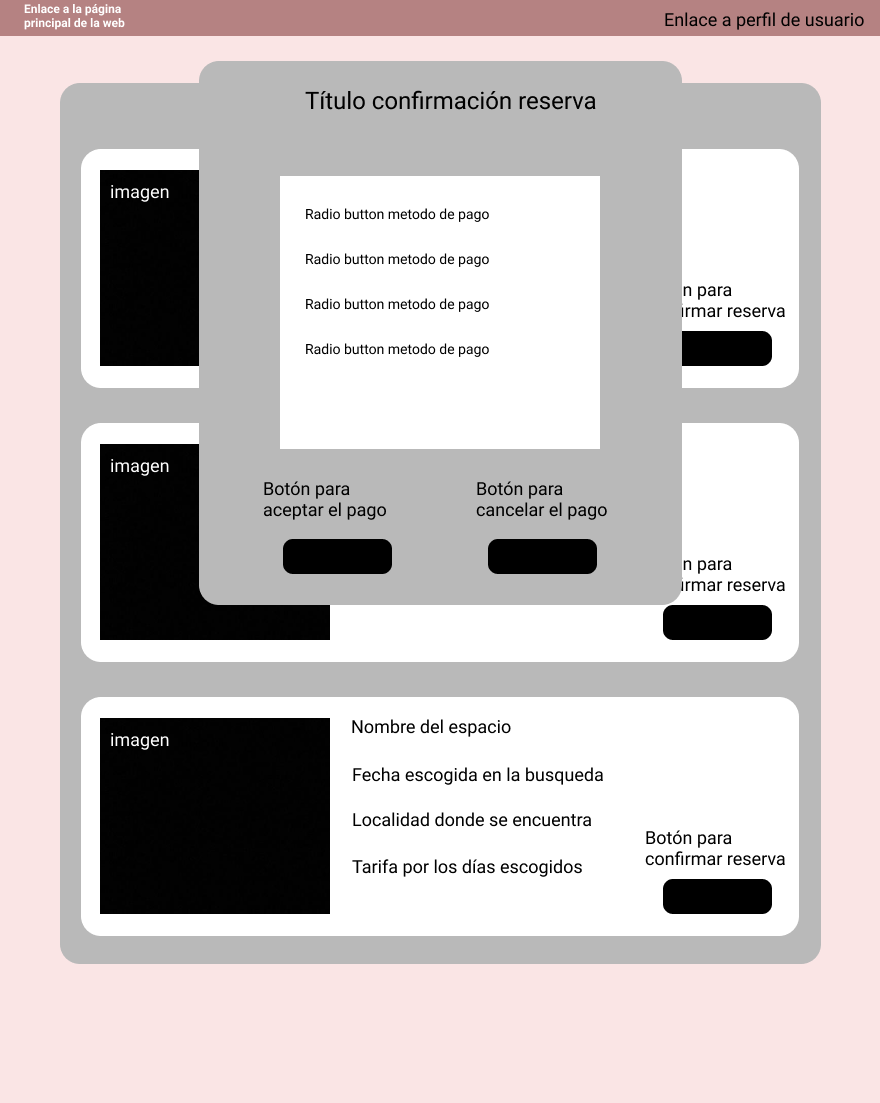 Enlace a la página
principal de la web
Enlace a perfil de usuario
Título confirmación reserva
imagen
Radio button metodo de pago
Radio button metodo de pago
Radio button metodo de pago
Radio button metodo de pago
para
reserva
imagen
Botón para
aceptar el pago
Botón para
cancelar el pago
para
reserva
imagen
Nombre del espacio
Fecha escogida en la busqueda
Localidad donde se encuentra
Tarifa por los días escogidos
Botón para
confirmar reserva